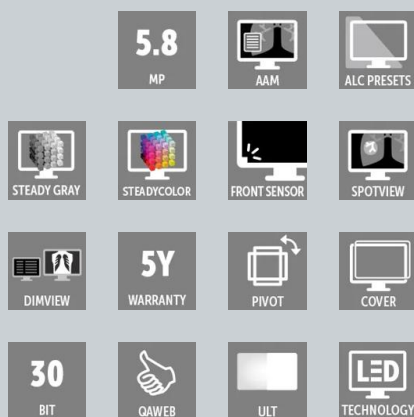 5.8
MP
AAM
ALC PRESETS
STEADY GRAY
STEADYCOLOR
FRONT SENSOR
SPOTVIEW
DIMVIEW
5Y
WARRANTY
PIVOT
COVER
30
BIT
QAWEB
ULT
LED
TECHNOLOGY